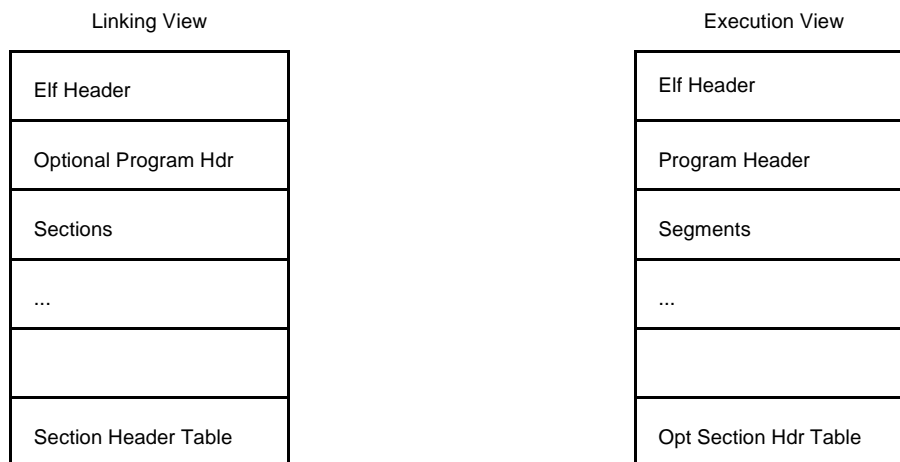 Linking View
Elf Header
Optional Program Hdr
Sections
...
Section Header Table
Execution View
Elf Header
Program Header
Segments
...
Opt Section Hdr Table